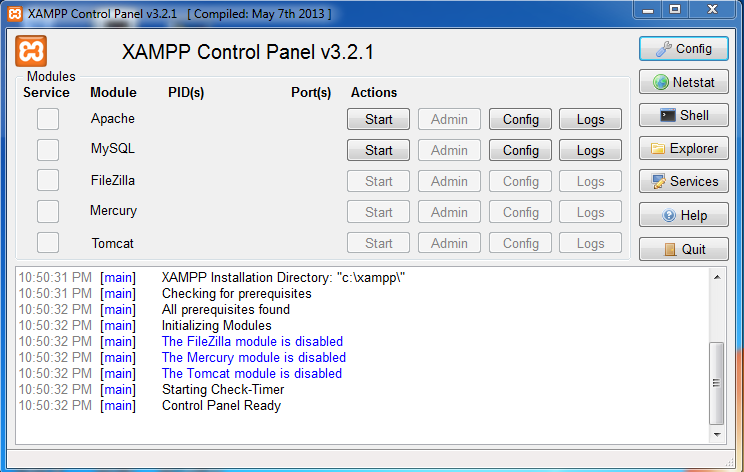 XAMPP Control Panel v3.2.1 [ Compiled: May 7th 2013 ]
XAMPP Control Panel v3.2.1
Config
Modules
Service Module PID(s) Port(s) Actions
Netstat
Apache Start Admin Config Logs
Shell
MySQL Start Admin Config Logs
Explorer
FileZilla Start Admin Config Logs
Services
Mercury Start Admin Config Logs
Help
Tomcat Start Admin Config Logs
Quit
10:50:31 PM [main] XAMPP Installation Directory: "c:\xampp\"
10:50:31 PM [main] Checking for prerequisites
10:50:32 PM [main] All prerequisites found
10:50:32 PM [main] Initializing Modules
10:50:32 PM [main] The FileZilla module is disabled
10:50:32 PM [main] The Mercury module is disabled
10:50:32 PM [main] The Tomcat module is disabled
10:50:32 PM [main] Starting Check-Timer
10:50:32 PM [main] Control Panel Ready